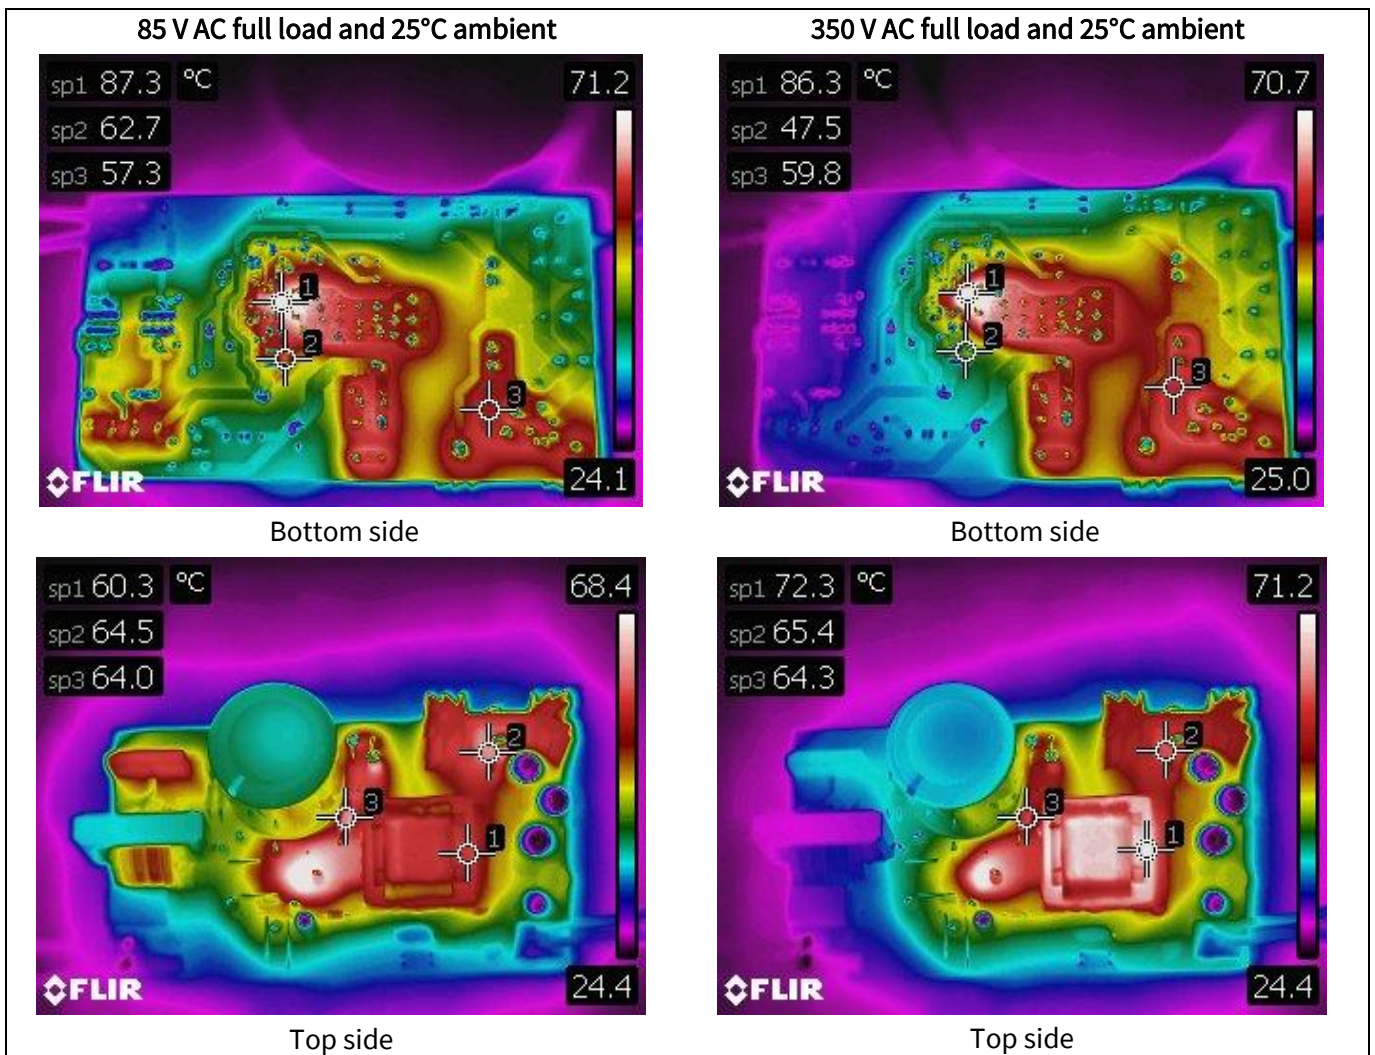 85 V AC full load and 25°C ambient
350 V AC full load and 25°C ambient
sp1 87.3 °C
71.2
sp2 62.7
sp3 57.3
1
2
3
FLIR
24.1
Bottom side
sp1 86.3 °C
70.7
sp2 47.5
sp3 59.8
1
2
3
FLIR
25.0
Bottom side
sp1 60.3 °C
68.4
sp2 64.5
sp3 64.0
2
3
1
FLIR
24.4
Top side
sp1 72.3 °C
71.2
sp2 65.4
sp3 64.3
2
3
1
FLIR
24.4
Top side